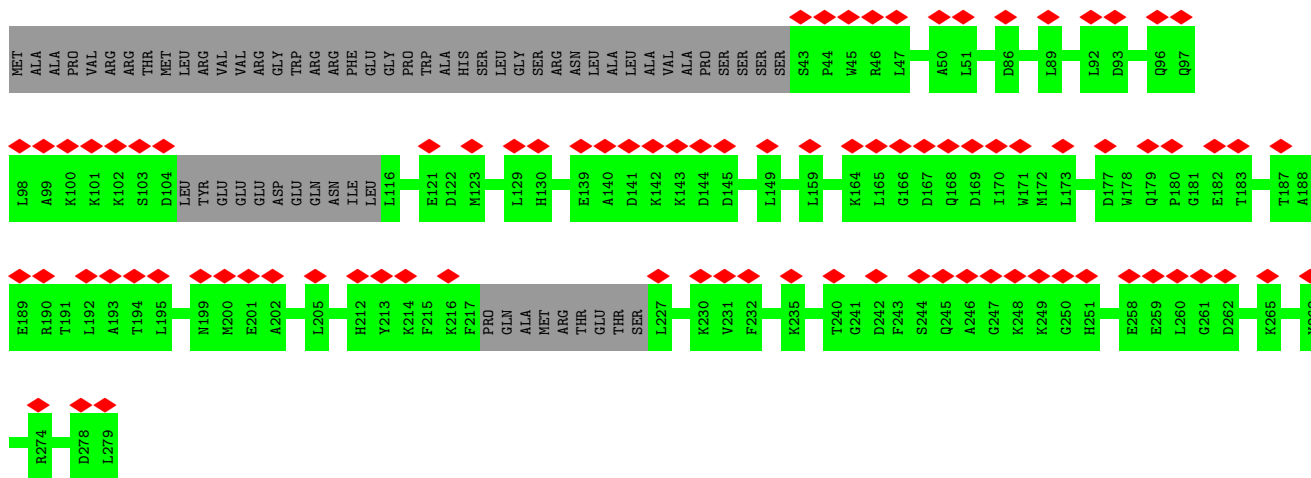 MET ALA ALA PRO VAL ARG ARG THR MET LEU ARG VAL VAL ARG GLY TRP ARG ARG PHE GLU GLY PRO TRP ALA HIS SER LEU GLY SER ARG ASN LEU ALA LEU ALA VAL ALA PRO SER SER SER SER S43 P44 W45 R46 L47 A50 L51 D86 L89 L92 D93 Q96 Q97
L98 A99 K100 K101 K102 S103 D104 LEU TYR GLU GLU GLU ASP GLU GLN ASN ILE LEU L116 E121 D122 M123 L129 H130 E139 A140 D141 K142 K143 D144 D145 L149 L159 K164 L165 G166 D167 Q168 D169 I170 W171 M172 L173 D177 W178 Q179 P180 G181 E182 T183 T187 A188
E189 R190 T191 L192 A193 T194 L195 N199 M200 E201 A202 L205 H212 Y213 K214 F215 K216 F217 PRO GLN ALA MET ARG THR GLU THR SER L227 K230 V231 F232 K235 T240 G241 D242 F243 S244 Q245 A246 G247 K248 K249 G250 H251 E258 E259 L260 G261 D262 K265
R274 D278 L279